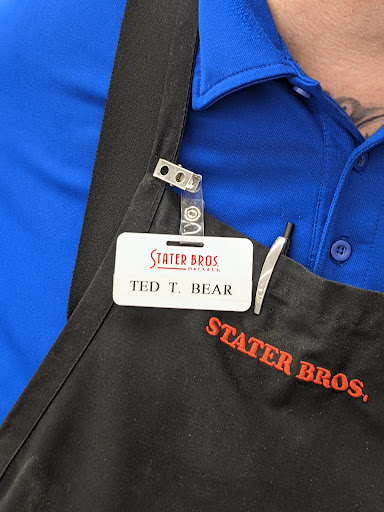 STATER BROS.
markets.
TED T. BEAR
STATER BROS.